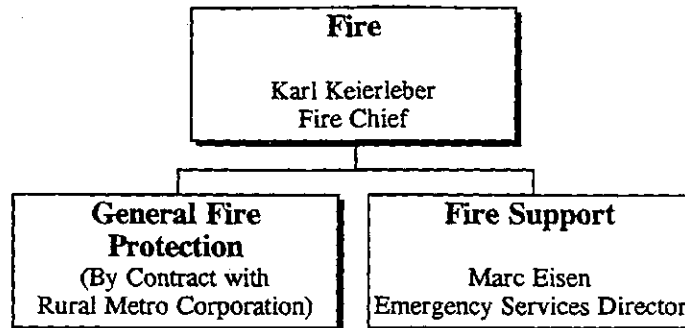 Fire
Karl Keierleber
Fire Chief
General Fire
Protection
(By Contract with
Rural Metro Corporation)
Fire Support
Marc Eisen
Emergency Services Director